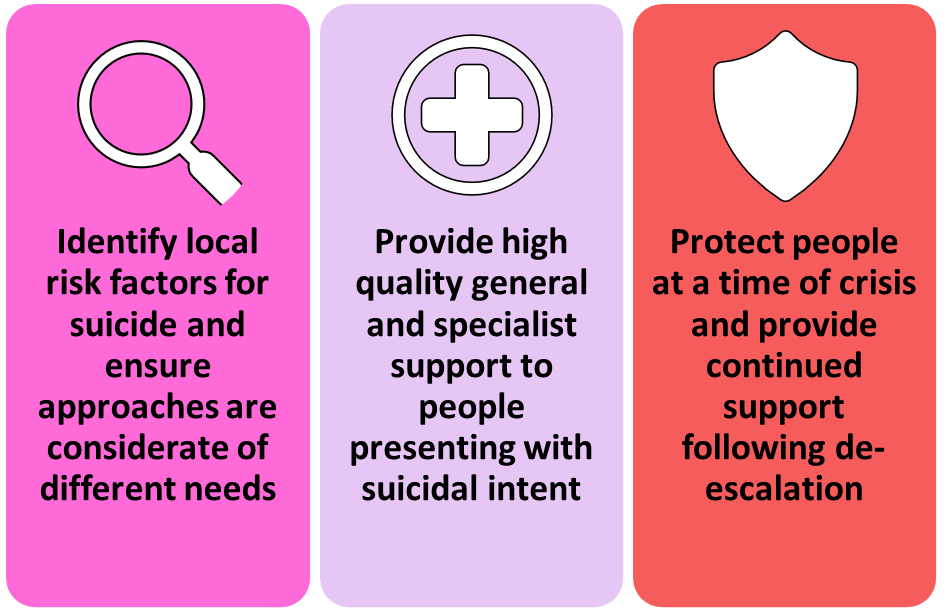 Identify local
risk factors for
suicide and
ensure
approaches are
considerate of
different needs
Provide high
quality general
and specialist
support to
people
presenting with
suicidal intent
Protect people
at a time of crisis
and provide
continued
support
following de-
escalation